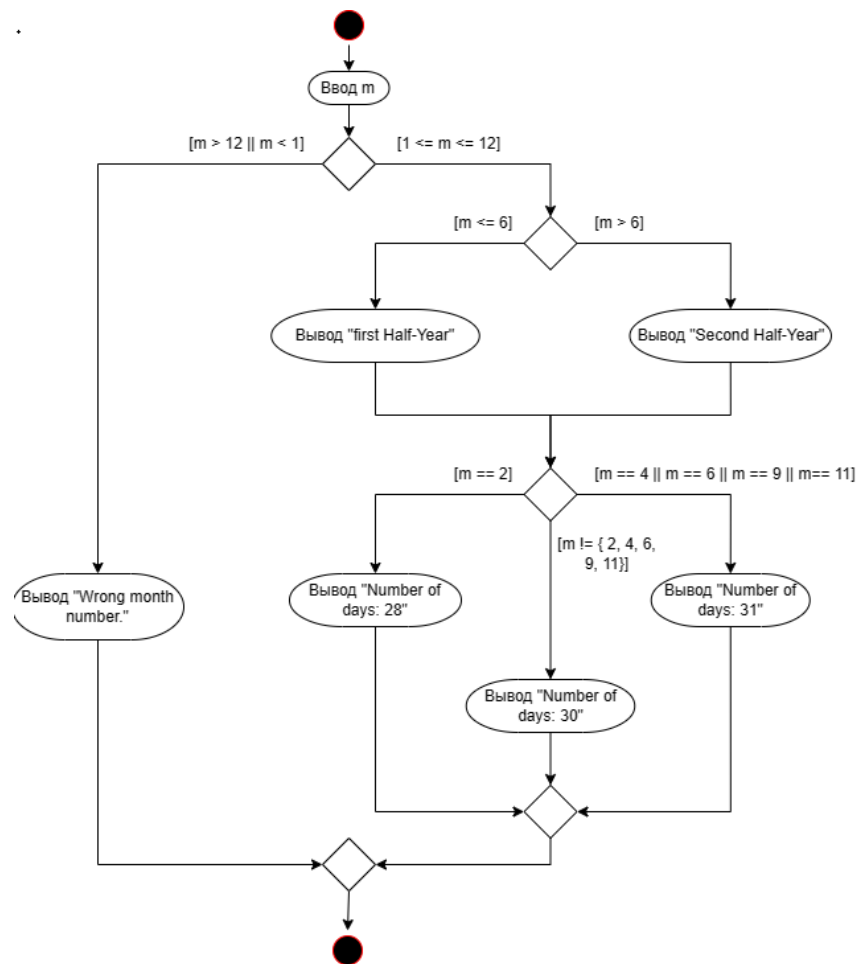 Ввод m
[m > 12 || m < 1]
[1 <= m <= 12]
[m <= 6]
[m > 6]
Вывод "first Half-Year"
Вывод "Second Half-Year"
[m == 2]
[m == 4 || m == 6 || m == 9 || m== 11]
[m != { 2, 4, 6,
9, 11}]
Вывод "Wrong month
number."
Вывод "Number of
days: 28"
Вывод "Number of
days: 31"
Вывод "Number of
days: 30"